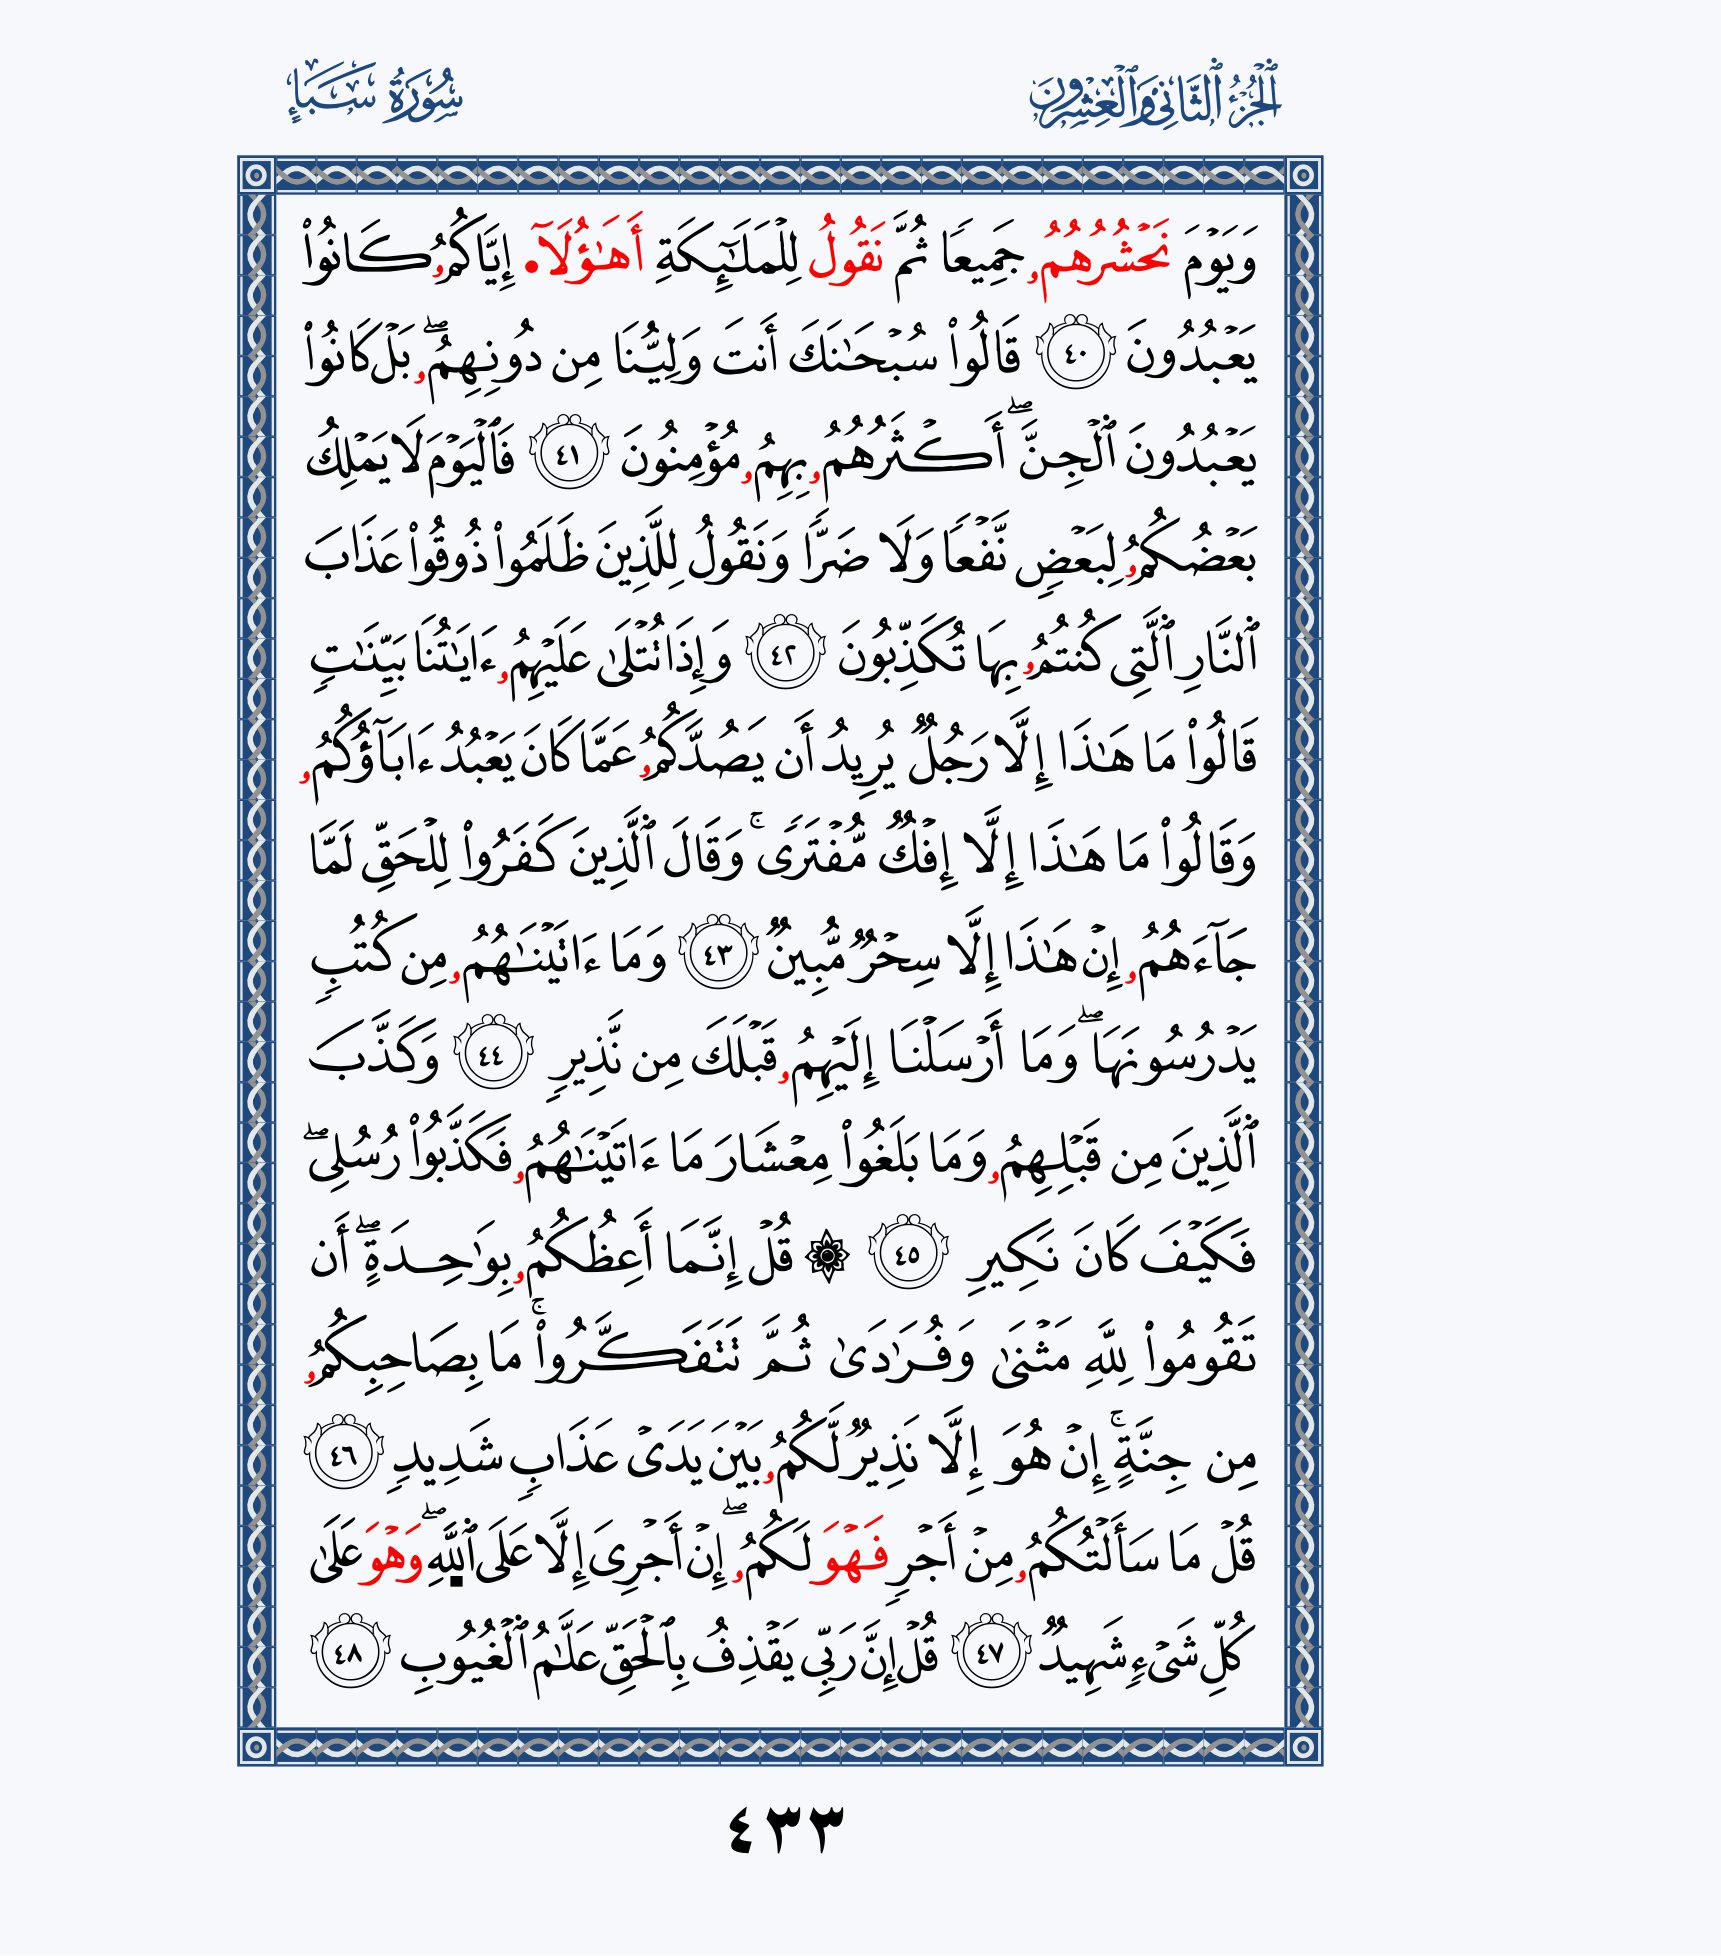 ٱلْجُزْءُ ٱلثَّانِي وَٱلْعِشْرُونَ
سُورَةُ سَبَإٍ
وَيَوْمَ نَحْشُرُهُمُۥ جَمِيعًا ثُمَّ نَقُولُ لِلْمَلَٰٓئِكَةِ أَهَٰؤُلَآ• إِيَّاكُمُۥ كَانُوا۟
يَعْبُدُونَ ٤٠ قَالُوا۟ سُبْحَٰنَكَ أَنتَ وَلِيُّنَا مِن دُونِهِمُۥۖ بَلْ كَانُوا۟
يَعْبُدُونَ ٱلْجِنَّۖ أَكْثَرُهُمُۥ بِهِمُۥ مُؤْمِنُونَ ٤١ فَٱلْيَوْمَ لَا يَمْلِكُ
بَعْضُكُمُۥ لِبَعْضٍ نَّفْعًا وَلَا ضَرًّا وَنَقُولُ لِلَّذِينَ ظَلَمُوا۟ ذُوقُوا۟ عَذَابَ
ٱلنَّارِ ٱلَّتِى كُنتُمُۥ بِهَا تُكَذِّبُونَ ٤٢ وَإِذَا تُتْلَىٰ عَلَيْهِمُۥ ءَايَٰتُنَا بَيِّنَٰتٍ
قَالُوا۟ مَا هَٰذَا إِلَّا رَجُلٌ يُرِيدُ أَن يَصُدَّكُمُۥ عَمَّا كَانَ يَعْبُدُ ءَابَآؤُكُمُۥ
وَقَالُوا۟ مَا هَٰذَا إِلَّا إِفْكٌ مُّفْتَرًىۚ وَقَالَ ٱلَّذِينَ كَفَرُوا۟ لِلْحَقِّ لَمَّا
جَآءَهُمُۥ إِنْ هَٰذَا إِلَّا سِحْرٌ مُّبِينٌ ٤٣ وَمَا ءَاتَيْنَٰهُمُۥ مِن كُتُبٍ
يَدْرُسُونَهَاۖ وَمَا أَرْسَلْنَا إِلَيْهِمُۥ قَبْلَكَ مِن نَّذِيرٍ ٤٤ وَكَذَّبَ
ٱلَّذِينَ مِن قَبْلِهِمُۥ وَمَا بَلَغُوا۟ مِعْشَارَ مَا ءَاتَيْنَٰهُمُۥ فَكَذَّبُوا۟ رُسُلِىۖ
فَكَيْفَ كَانَ نَكِيرِ ٤٥ ۞ قُلْ إِنَّمَا أَعِظُكُمُۥ بِوَٰحِدَةٍۖ أَن
تَقُومُوا۟ لِلَّهِ مَثْنَىٰ وَفُرَٰدَىٰ ثُمَّ تَتَفَكَّرُوا۟ۚ مَا بِصَاحِبِكُمُۥ
مِن جِنَّةٍۚ إِنْ هُوَ إِلَّا نَذِيرٌ لَّكُمُۥ بَيْنَ يَدَىْ عَذَابٍ شَدِيدٍ ٤٦
قُلْ مَا سَأَلْتُكُمُۥ مِنْ أَجْرٍ فَهْوَ لَكُمُۥۖ إِنْ أَجْرِىَ إِلَّا عَلَى ٱللَّهِۖ وَهْوَ عَلَىٰ
كُلِّ شَىْءٍ شَهِيدٌ ٤٧ قُلْ إِنَّ رَبِّى يَقْذِفُ بِٱلْحَقِّ عَلَّٰمُ ٱلْغُيُوبِ ٤٨
٤٣٣